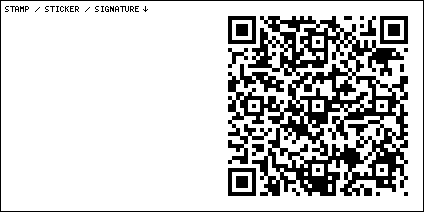 STAMP / STICKER / SIGNATURE ↓